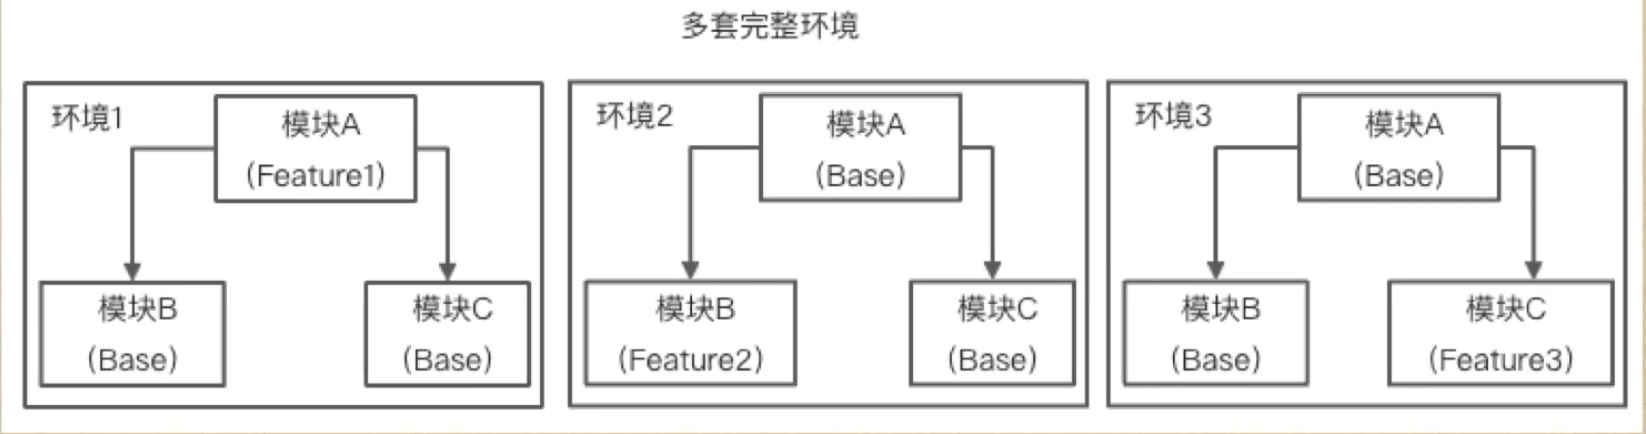 多套完整环境
环境1
模块A
(Feature1)
模块B
(Base)
模块C
(Base)
环境2
模块A
(Base)
模块B
(Feature2)
模块C
(Base)
环境3
模块A
(Base)
模块B
(Base)
模块C
(Feature3)